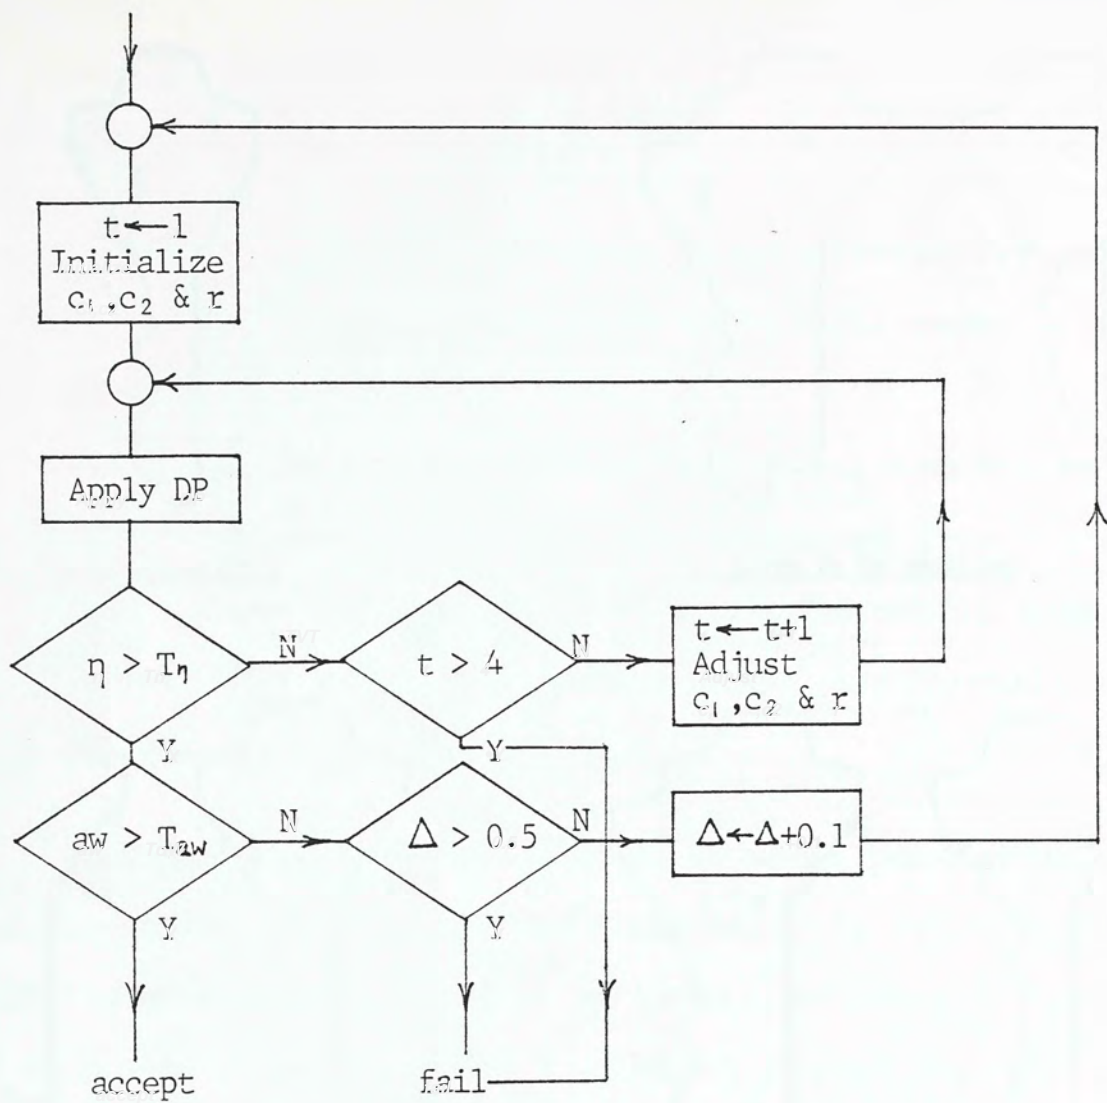 t←1
Initialize
c₁,c₂ & r
Apply DP
η > Tη
N
t > 4
N
t←t+1
Adjust
c₁,c₂ & r
Y
Y
aw > Taw
N
Δ > 0.5
N
Δ←Δ+0.1
Y
Y
accept
fail